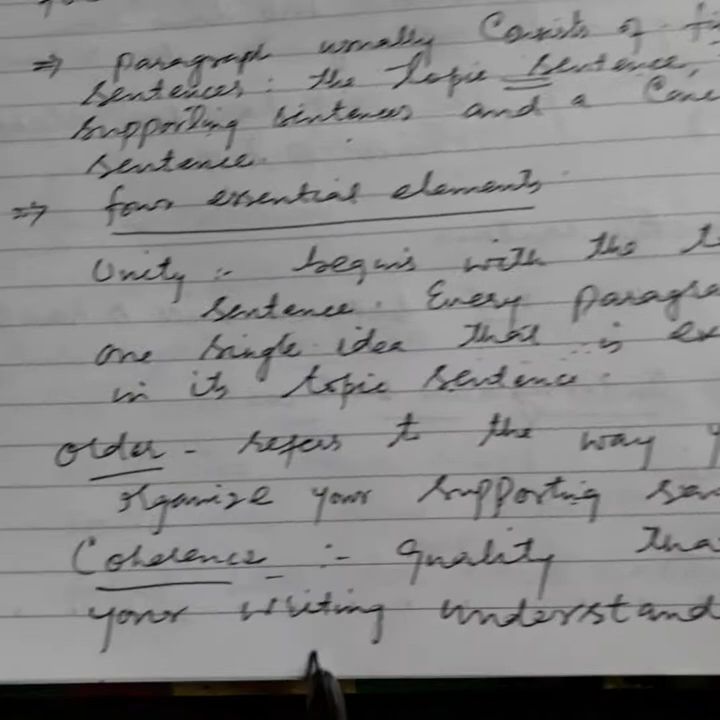 ⇒ paragraph usually Consists of
sentences : the topic sentence,
supporting sentences and a
sentence.
⇒ four essential elements.
Unity :- begins with the
sentence. Every
one single idea that is
in its topic sentence.
Order - refers to the way
organize your supporting
Coherence :- quality
your writing